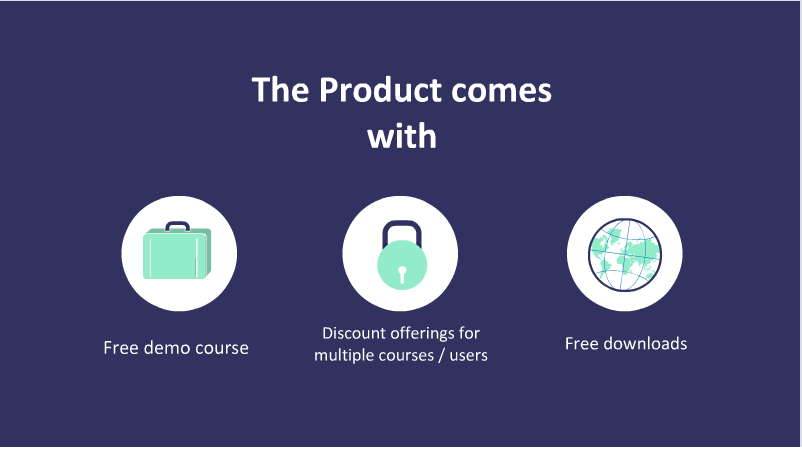 The Product comes
with
Free demo course
Discount offerings for
multiple courses / users
Free downloads